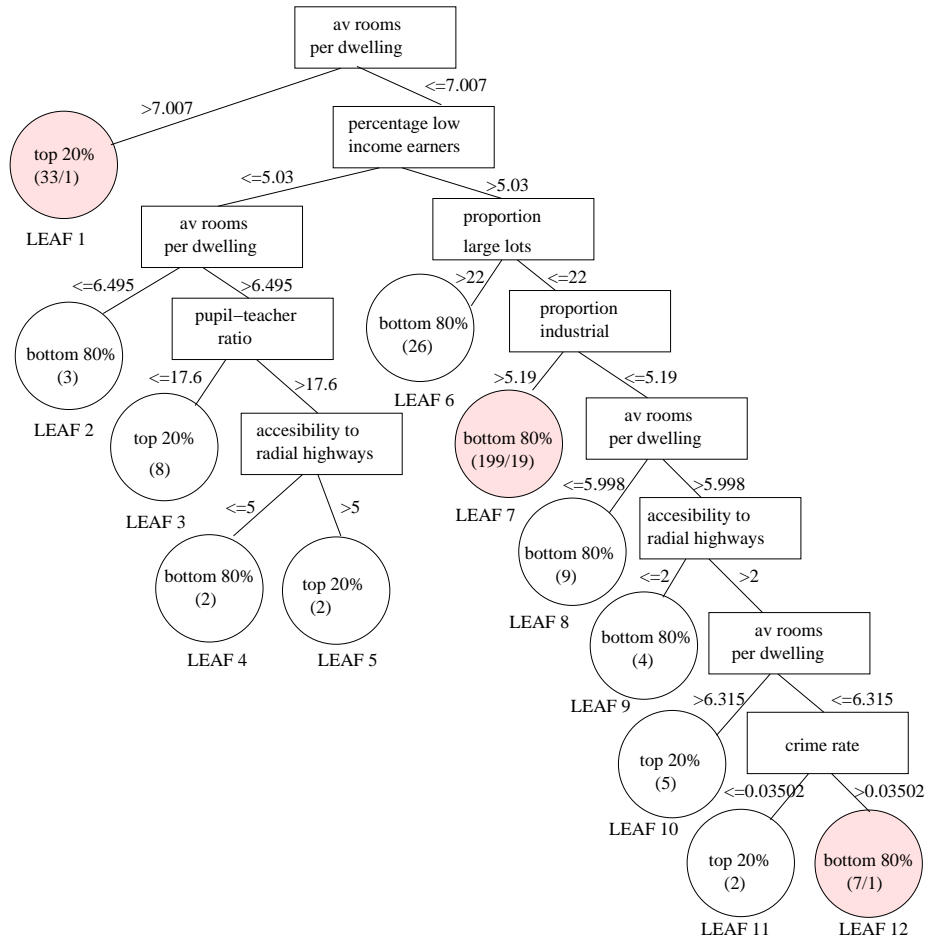 av rooms
per dwelling
>7.007
<=7.007
top 20%
(33/1)
LEAF 1
percentage low
income earners
<=5.03
>5.03
av rooms
per dwelling
proportion
large lots
<=6.495
>6.495
>22
<=22
bottom 80%
(3)
LEAF 2
pupil−teacher
ratio
bottom 80%
(26)
LEAF 6
proportion
industrial
<=17.6
>17.6
>5.19
<=5.19
top 20%
(8)
LEAF 3
accesibility to
radial highways
bottom 80%
(199/19)
LEAF 7
av rooms
per dwelling
<=5
>5
<=5.998
>5.998
bottom 80%
(2)
LEAF 4
top 20%
(2)
LEAF 5
bottom 80%
(9)
LEAF 8
accesibility to
radial highways
<=2
>2
bottom 80%
(4)
LEAF 9
av rooms
per dwelling
>6.315
<=6.315
top 20%
(5)
LEAF 10
crime rate
<=0.03502
>0.03502
top 20%
(2)
LEAF 11
bottom 80%
(7/1)
LEAF 12